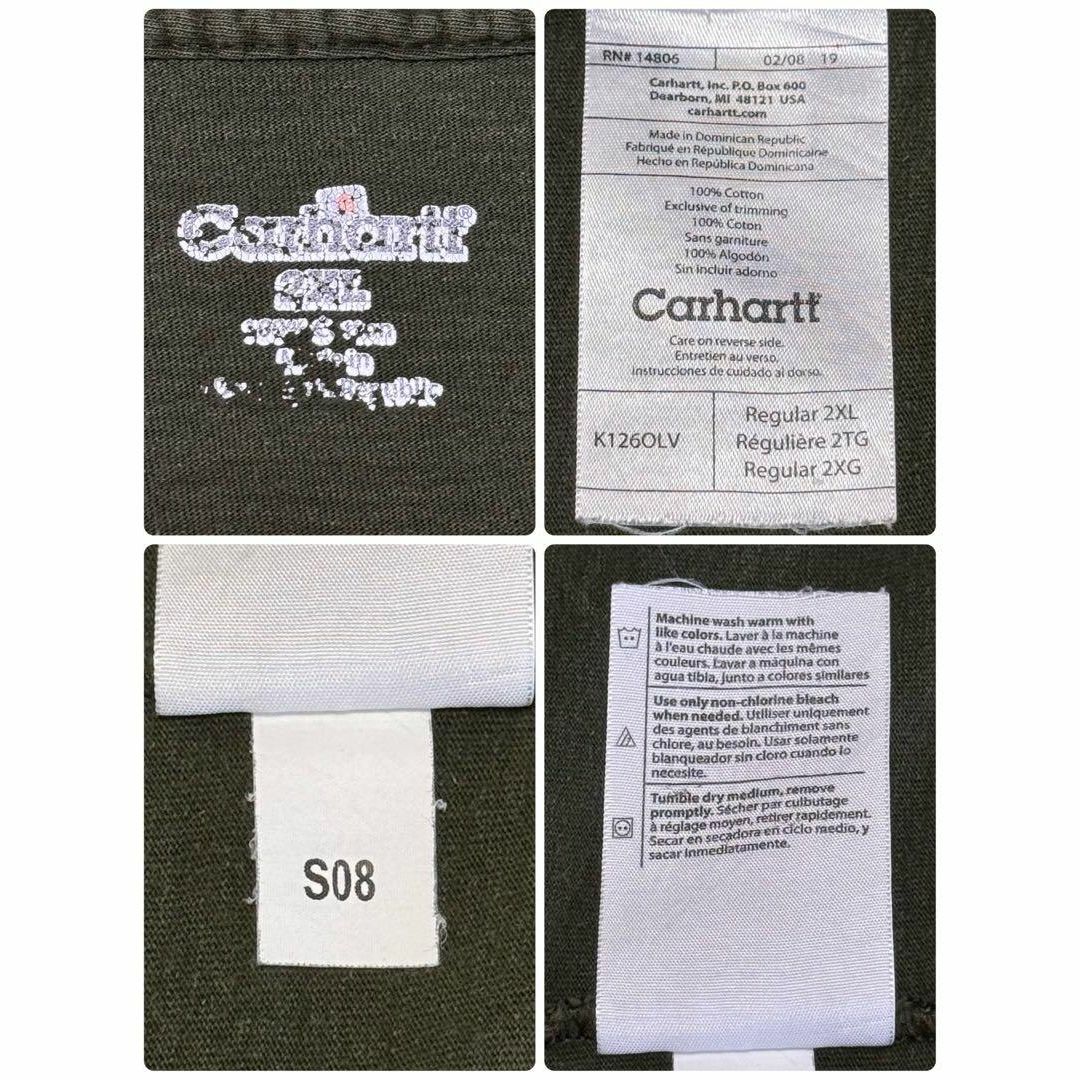 Carhartt®
2XL
RN# 14806 02/08 19
Carhartt, Inc. P.O. Box 600
Dearborn, MI 48121 USA
carhartt.com
Made in Dominican Republic
Fabriqué en République Dominicaine
Hecho en República Dominicana
100% Cotton
Exclusive of trimming
100% Coton
Sans garniture
100% Algodón
Sin incluir adorno
Carhartt
Care on reverse side.
Entretien au verso.
Instrucciones de cuidado al dorso.
K126OLV
Regular 2XL
Régulière 2TG
Regular 2XG
S08
Machine wash warm with
like colors. Laver à la machine
à l'eau chaude avec les mêmes
couleurs. Lavar a máquina con
agua tibia, junto a colores similares
Use only non-chlorine bleach
when needed. Utiliser uniquement
des agents de blanchiment sans
chlore, au besoin. Usar solamente
blanqueador sin cloro cuando lo
necesite.
Tumble dry medium, remove
promptly. Sécher par culbutage
à réglage moyen, retirer rapidement.
Secar en secadora en ciclo medio, y
sacar inmediatamente.